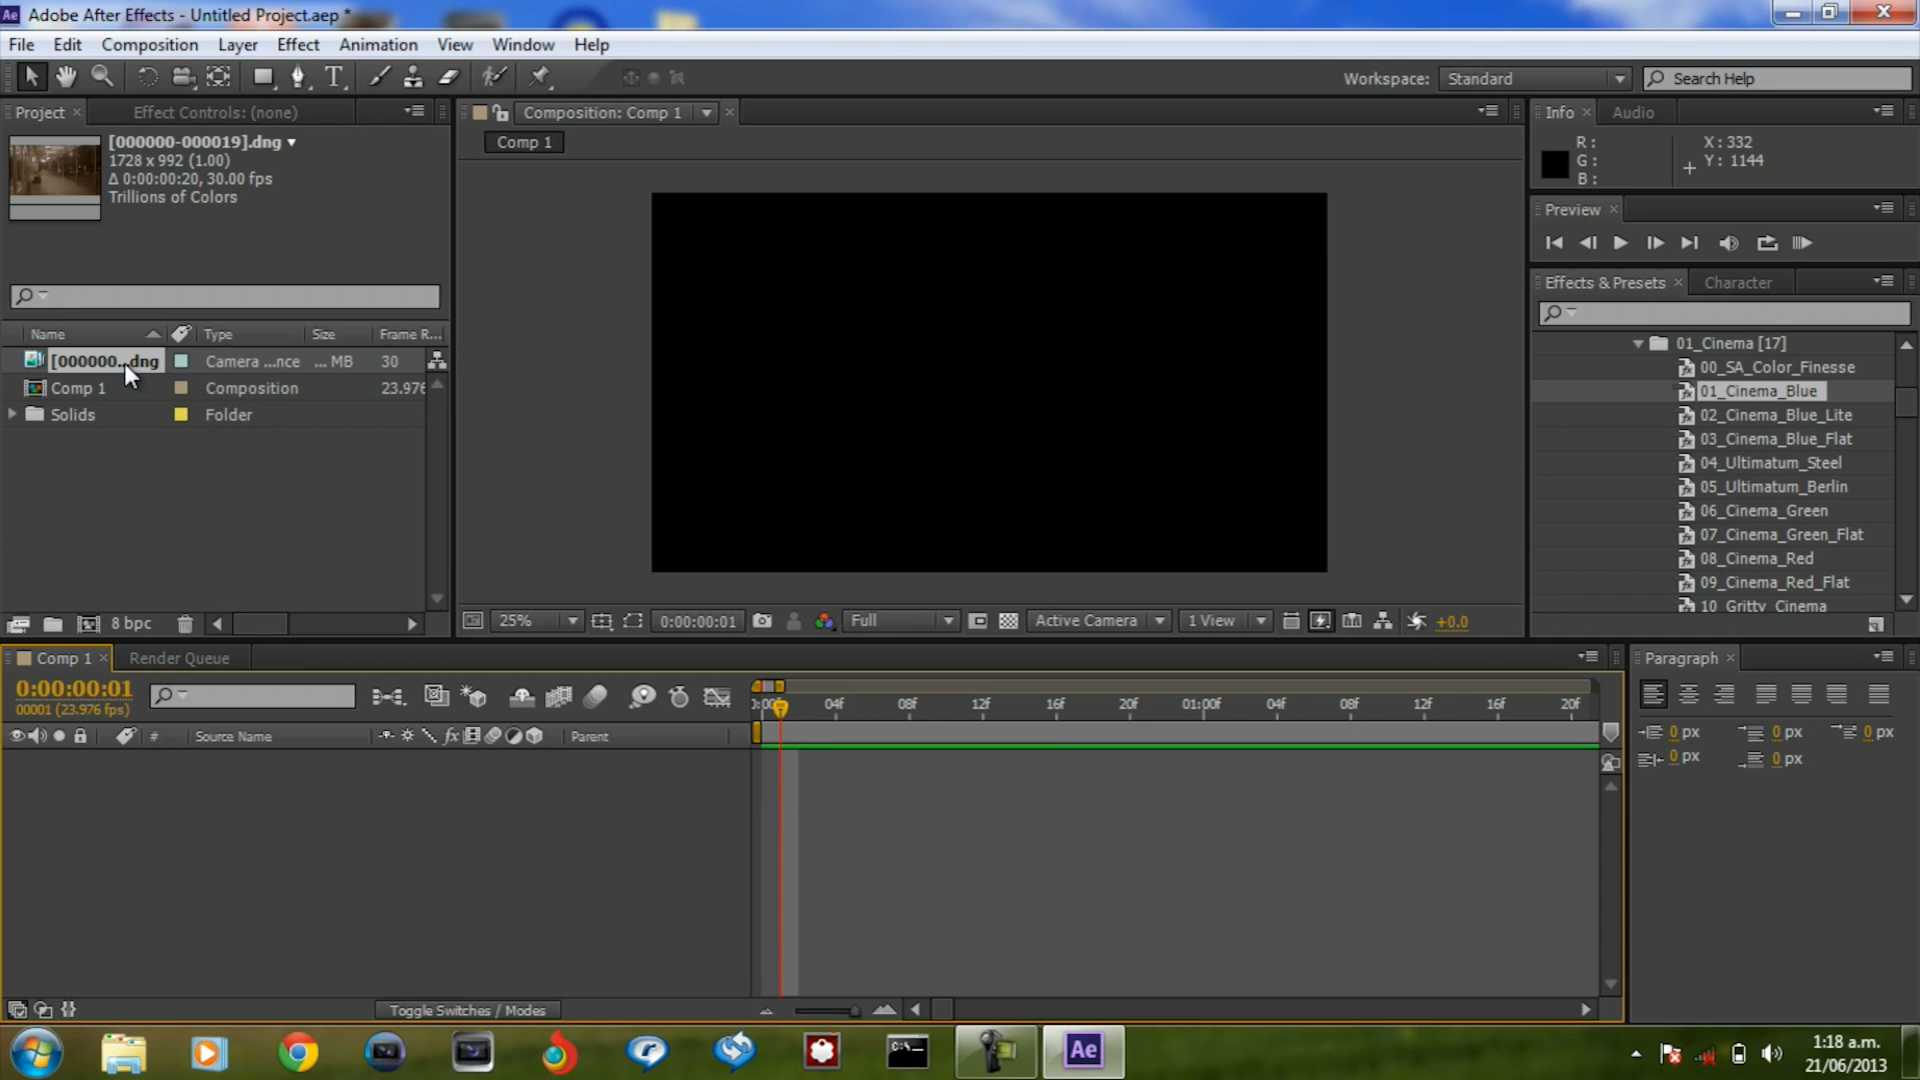 Ae Adobe After Effects - Untitled Project.aep *
File Edit Composition Layer Effect Animation View Window Help
T Workspace: Standard Search Help
Project Effect Controls: (none) Composition: Comp 1 Info Audio
[000000-000019].dng
1728 x 992 (1.00)
Δ 0:00:00:20, 30.00 fps
Trillions of Colors
Comp 1
R:
G:
B:
X: 332
Y: 1144
Preview
Effects & Presets Character
Name Type Size Frame R...
[000000...dng Camera ...nce ... MB 30
Comp 1 Composition 23.976
Solids Folder
01_Cinema [17]
00_SA_Color_Finesse
01_Cinema_Blue
02_Cinema_Blue_Lite
03_Cinema_Blue_Flat
04_Ultimatum_Steel
05_Ultimatum_Berlin
06_Cinema_Green
07_Cinema_Green_Flat
08_Cinema_Red
09_Cinema_Red_Flat
10_Gritty_Cinema
8 bpc
25% 0:00:00:01 Full Active Camera 1 View +0.0
Comp 1 Render Queue
0:00:00:01
00001 (23.976 fps)
04f 08f 12f 16f 20f 01:00f 04f 08f 12f 16f 20f
# Source Name fx Parent
Toggle Switches / Modes
Paragraph
0 px 0 px 0 px
0 px 0 px
C:\ Ae
1:18 a.m.
21/06/2013